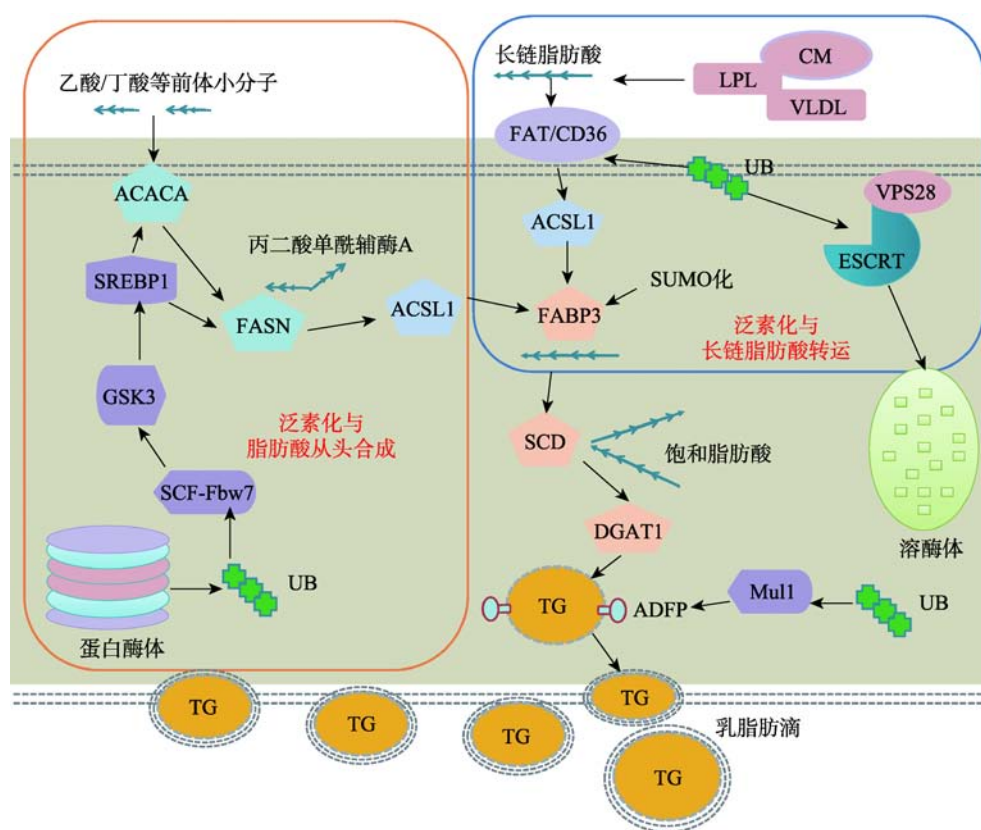 乙酸/丁酸等前体小分子
ACACA
SREBP1
丙二酸单酰辅酶A
FASN
ACSL1
GSK3
泛素化与
脂肪酸从头合成
SCF-Fbw7
UB
蛋白酶体
长链脂肪酸
CM
LPL
VLDL
FAT/CD36
UB
VPS28
ACSL1
ESCRT
SUMO化
FABP3
泛素化与
长链脂肪酸转运
SCD
饱和脂肪酸
DGAT1
溶酶体
TG
ADFP
Mul1
UB
TG
TG
TG
TG
乳脂肪滴
TG